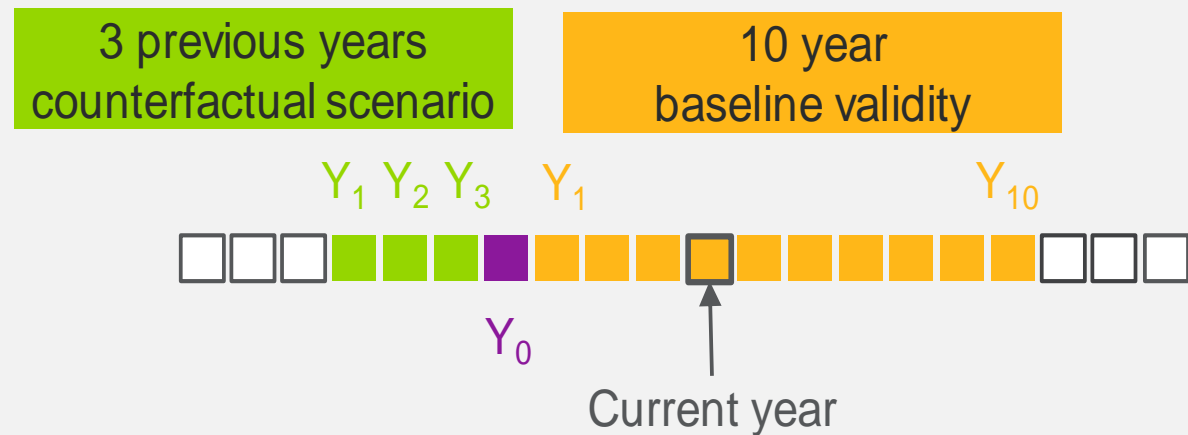 3 previous years
counterfactual scenario
10 year
baseline validity
Y₁ Y₂ Y₃ Y₁ Y₁₀
Y₀
Current year